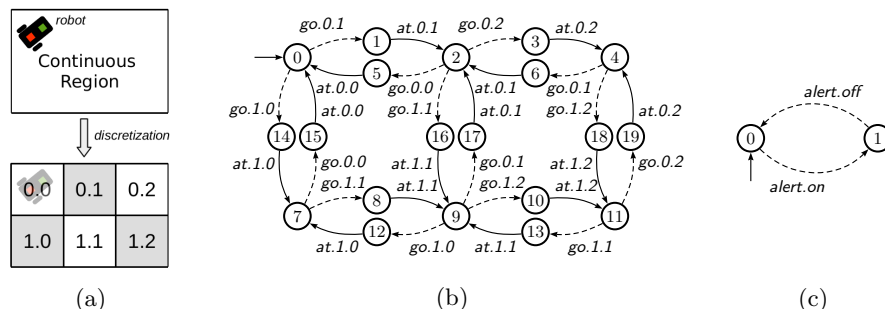 robot
Continuous
Region
discretization
0.0 0.1 0.2
1.0 1.1 1.2
(a)
go.0.1 at.0.1 go.0.2 at.0.2
0 1 2 3 4
5 6
at.0.0 go.0.0 at.0.1 go.0.1
go.1.0 at.0.0 go.1.1 at.0.1 go.1.2 at.0.2
14 15 16 17 18 19
at.1.0 go.0.0 at.1.1 go.0.1 at.1.2 go.0.2
go.1.1 at.1.1 go.1.2 at.1.2
7 8 9 10 11
12 13
at.1.0 go.1.0 at.1.1 go.1.1
(b)
alert.off
0 1
alert.on
(c)